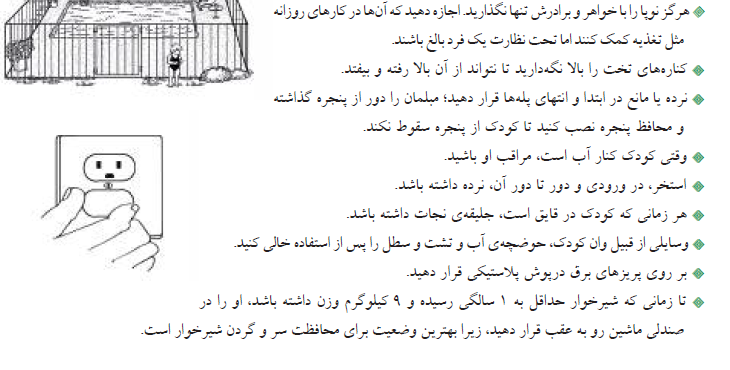 هرگز نوپا را با خواهر و برادرش تنها نگذارید. اجازه دهید که آن‌ها در کارهای روزانه
مثل تغذیه کمک کنند اما تحت نظارت یک فرد بالغ باشند.
کناره‌های تخت را بالا نگه‌دارید تا نتواند از آن بالا رفته و بیفتد.
نرده یا مانع در ابتدا و انتهای پله‌ها قرار دهید؛ مبلمان را دور از پنجره گذاشته
و محافظ پنجره نصب کنید تا کودک از پنجره سقوط نکند.
وقتی کودک کنار آب است، مراقب او باشید.
استخر، در ورودی و دور تا دور آن، نرده داشته باشد.
هر زمانی که کودک در قایق است، جلیقه‌ی نجات داشته باشد.
وسایلی از قبیل وان کودک، حوضچه‌ی آب و تشت و سطل را پس از استفاده خالی کنید.
بر روی پریزهای برق درپوش پلاستیکی قرار دهید.
تا زمانی که شیرخوار حداقل به ۱ سالگی رسیده و ۹ کیلوگرم وزن داشته باشد، او را در
صندلی ماشین رو به عقب قرار دهید، زیرا بهترین وضعیت برای محافظت سر و گردن شیرخوار است.